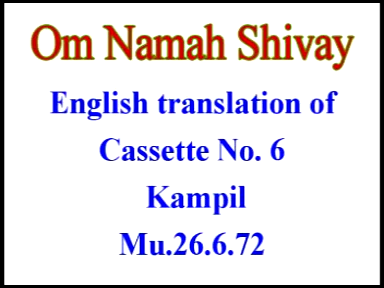 Om Namah Shivay
English translation of
Cassette No. 6
Kampil
Mu.26.6.72